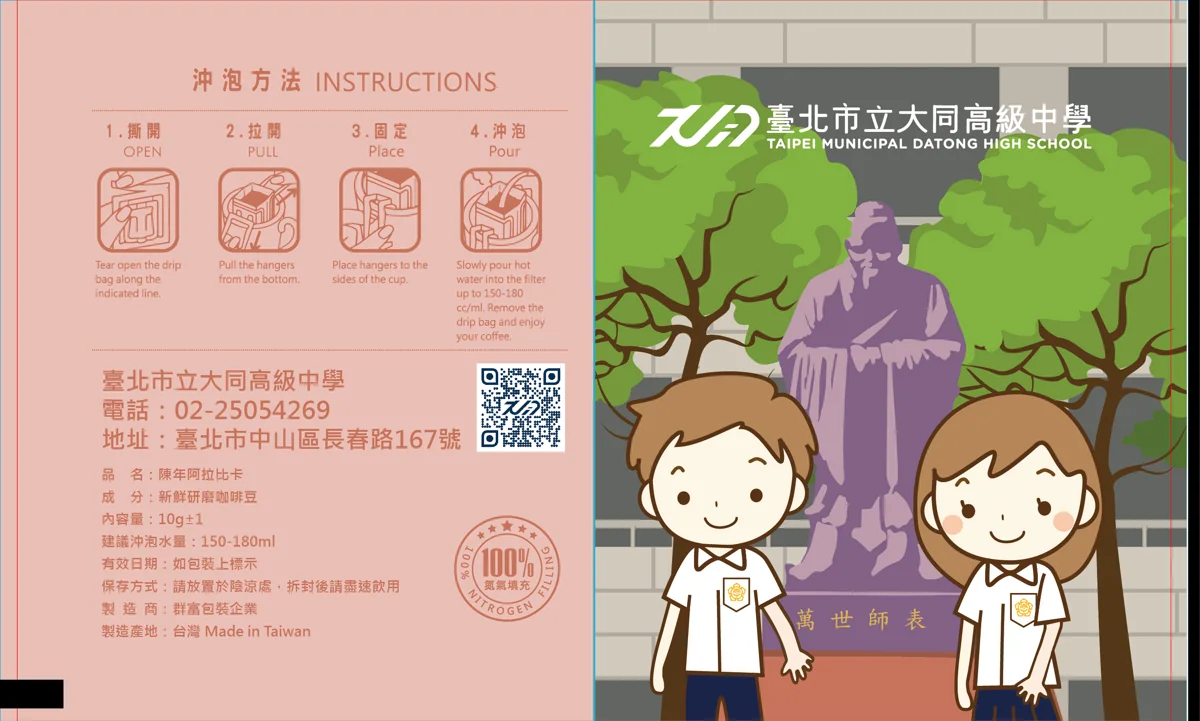 沖泡方法 INSTRUCTIONS
1.撕開
OPEN
Tear open the drip
bag along the
indicated line.
2.拉開
PULL
Pull the hangers
from the bottom.
3.固定
Place
Place hangers to the
sides of the cup.
4.沖泡
Pour
Slowly pour hot
water into the filter
up to 150-180
cc/ml. Remove the
drip bag and enjoy
your coffee.
臺北市立大同高級中學
電話：02-25054269
地址：臺北市中山區長春路167號
品　名：陳年阿拉比卡
成　分：新鮮研磨咖啡豆
內容量：10g±1
建議沖泡水量：150-180ml
有效日期：如包裝上標示
保存方式：請放置於陰涼處，拆封後請盡速飲用
製 造 商：群富包裝企業
製造產地：台灣 Made in Taiwan
100%
氮氣填充
100% NITROGEN FILLING
臺北市立大同高級中學
TAIPEI MUNICIPAL DATONG HIGH SCHOOL
萬世師表